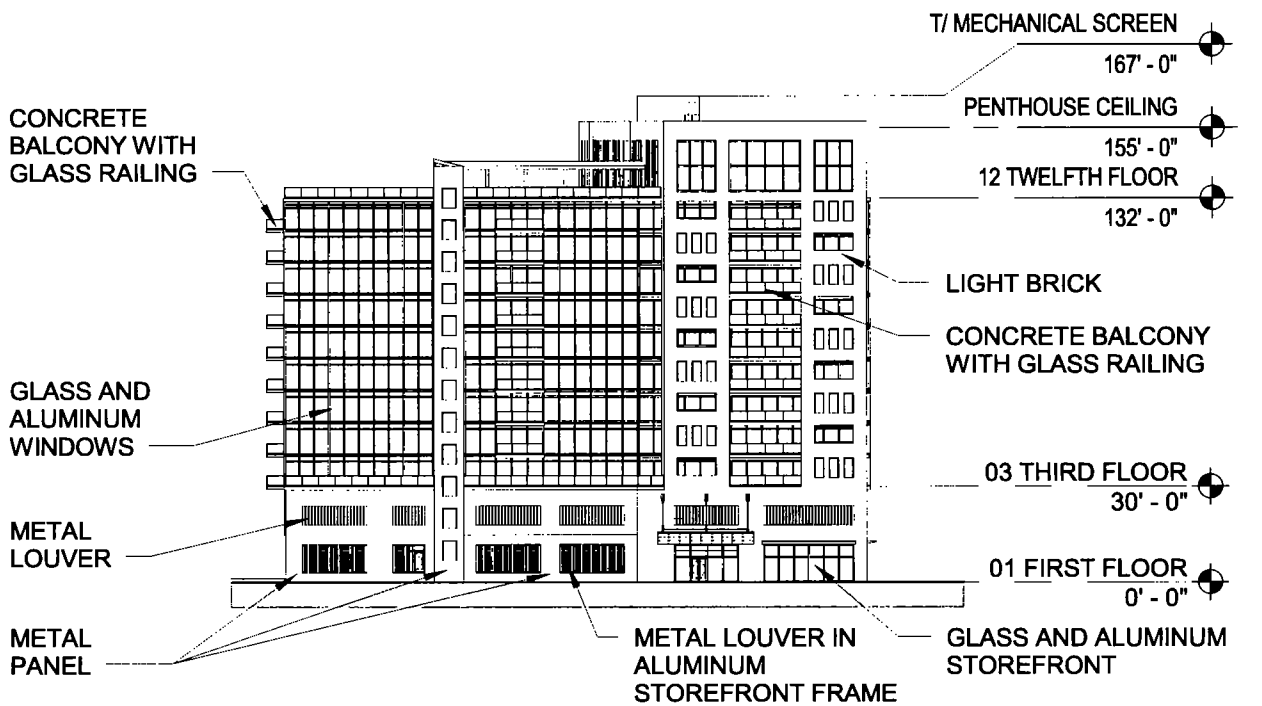 T/ MECHANICAL SCREEN
167' - 0"
PENTHOUSE CEILING
155' - 0"
12 TWELFTH FLOOR
132' - 0"
CONCRETE
BALCONY WITH
GLASS RAILING
LIGHT BRICK
CONCRETE BALCONY
WITH GLASS RAILING
GLASS AND
ALUMINUM
WINDOWS
03 THIRD FLOOR
30' - 0"
METAL
LOUVER
01 FIRST FLOOR
0' - 0"
METAL
PANEL
METAL LOUVER IN
ALUMINUM
STOREFRONT FRAME
GLASS AND ALUMINUM
STOREFRONT